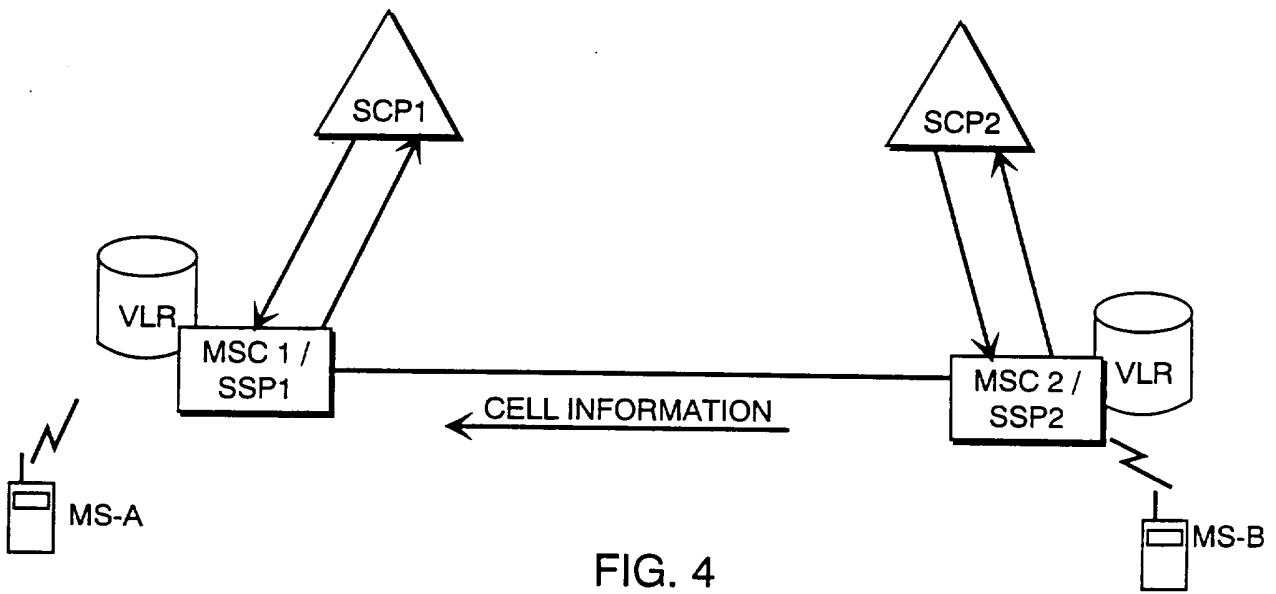 SCP1
SCP2
VLR
MSC 1 /
SSP1
MSC 2 /
SSP2
VLR
CELL INFORMATION
MS-A
MS-B
FIG. 4